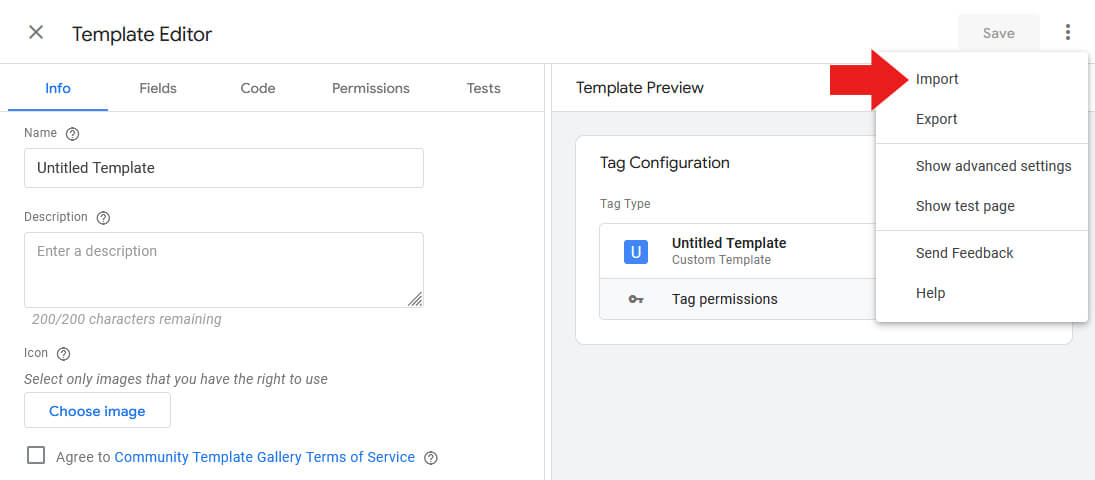 Template Editor
Save
Info
Fields
Code
Permissions
Tests
Name
Untitled Template
Description
Enter a description
200/200 characters remaining
Icon
Select only images that you have the right to use
Choose image
Agree to Community Template Gallery Terms of Service
Template Preview
Tag Configuration
Tag Type
U
Untitled Template
Custom Template
Tag permissions
Import
Export
Show advanced settings
Show test page
Send Feedback
Help